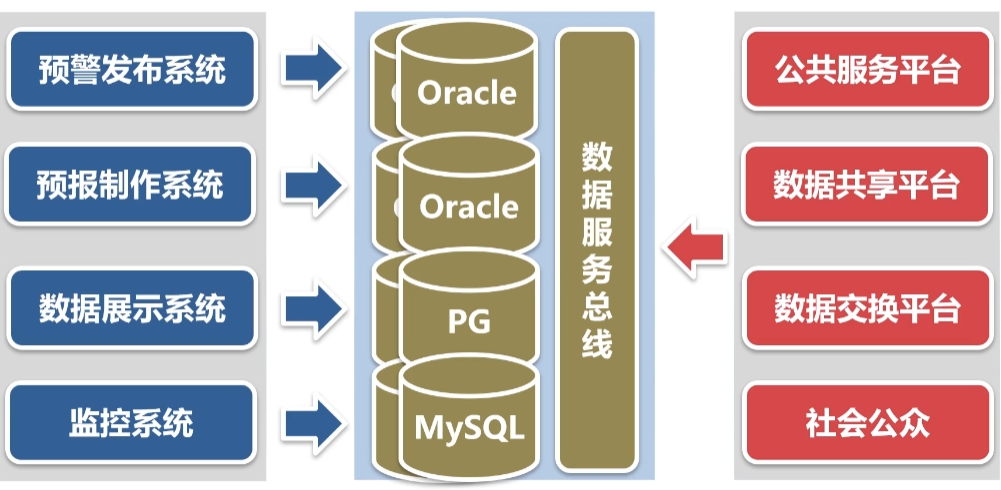 预警发布系统
预报制作系统
数据展示系统
监控系统
Oracle
Oracle
PG
MySQL
数据服务总线
公共服务平台
数据共享平台
数据交换平台
社会公众